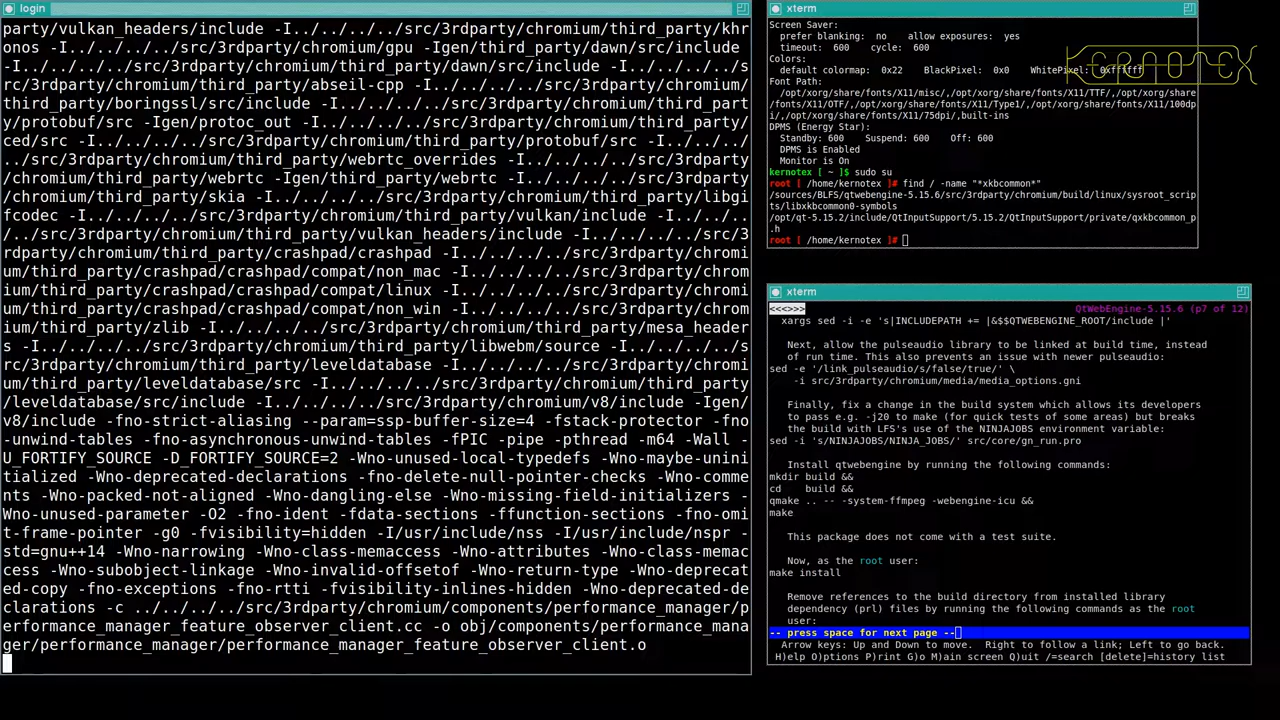 login
party/vulkan_headers/include -I../../../../src/3rdparty/chromium/third_party/khr
onos -I../../../../src/3rdparty/chromium/gpu -Igen/third_party/dawn/src/include
-I../../../../src/3rdparty/chromium/third_party/dawn/src/include -I../../../../s
rc/3rdparty/chromium/third_party/abseil-cpp -I../../../../src/3rdparty/chromium/
third_party/boringssl/src/include -I../../../../src/3rdparty/chromium/third_part
y/protobuf/src -Igen/protoc_out -I../../../../src/3rdparty/chromium/third_party/
ced/src -I../../../../src/3rdparty/chromium/third_party/protobuf/src -I../../../
../src/3rdparty/chromium/third_party/webrtc_overrides -I../../../../src/3rdparty
/chromium/third_party/webrtc -Igen/third_party/webrtc -I../../../../src/3rdparty
/chromium/third_party/skia -I../../../../src/3rdparty/chromium/third_party/libgi
fcodec -I../../../../src/3rdparty/chromium/third_party/vulkan/include -I../../..
/../src/3rdparty/chromium/third_party/vulkan_headers/include -I../../../../src/3
rdparty/chromium/third_party/crashpad/crashpad -I../../../../src/3rdparty/chromi
um/third_party/crashpad/crashpad/compat/non_mac -I../../../../src/3rdparty/chrom
ium/third_party/crashpad/crashpad/compat/linux -I../../../../src/3rdparty/chromi
um/third_party/crashpad/crashpad/compat/non_win -I../../../../src/3rdparty/chrom
ium/third_party/zlib -I../../../../src/3rdparty/chromium/third_party/mesa_header
s -I../../../../src/3rdparty/chromium/third_party/libwebm/source -I../../../../s
rc/3rdparty/chromium/third_party/leveldatabase -I../../../../src/3rdparty/chromi
um/third_party/leveldatabase/src -I../../../../src/3rdparty/chromium/third_party
/leveldatabase/src/include -I../../../../src/3rdparty/chromium/v8/include -Igen/
v8/include -fno-strict-aliasing --param=ssp-buffer-size=4 -fstack-protector -fno
-unwind-tables -fno-asynchronous-unwind-tables -fPIC -pipe -pthread -m64 -Wall -
U_FORTIFY_SOURCE -D_FORTIFY_SOURCE=2 -Wno-unused-local-typedefs -Wno-maybe-unini
tialized -Wno-deprecated-declarations -fno-delete-null-pointer-checks -Wno-comme
nts -Wno-packed-not-aligned -Wno-dangling-else -Wno-missing-field-initializers -
Wno-unused-parameter -O2 -fno-ident -fdata-sections -ffunction-sections -fno-omi
t-frame-pointer -g0 -fvisibility=hidden -I/usr/include/nss -I/usr/include/nspr -
std=gnu++14 -Wno-narrowing -Wno-class-memaccess -Wno-attributes -Wno-class-memac
cess -Wno-subobject-linkage -Wno-invalid-offsetof -Wno-return-type -Wno-deprecat
ed-copy -fno-exceptions -fno-rtti -fvisibility-inlines-hidden -Wno-deprecated-de
clarations -c ../../../../src/3rdparty/chromium/components/performance_manager/p
erformance_manager_feature_observer_client.cc -o obj/components/performance_mana
ger/performance_manager/performance_manager_feature_observer_client.o
xterm
Screen Saver:
prefer blanking: no allow exposures: yes
timeout: 600 cycle: 600
Colors:
default colormap: 0x22 BlackPixel: 0x0 WhitePixel: 0xffffff
Font Path:
/opt/xorg/share/fonts/X11/misc/,/opt/xorg/share/fonts/X11/TTF/,/opt/xorg/share
/fonts/X11/OTF/,/opt/xorg/share/fonts/X11/Type1/,/opt/xorg/share/fonts/X11/100dp
i/,/opt/xorg/share/fonts/X11/75dpi/,built-ins
DPMS (Energy Star):
Standby: 600 Suspend: 600 Off: 600
DPMS is Enabled
Monitor is On
kernotex [ ~ ]$ sudo su
root [ /home/kernotex ]# find / -name "*xkbcommon*"
/sources/BLFS/qtwebengine-5.15.6/src/3rdparty/chromium/build/linux/sysroot_scrip
ts/libxkbcommon0-symbols
/opt/qt-5.15.2/include/QtInputSupport/5.15.2/QtInputSupport/private/qxkbcommon_p
.h
root [ /home/kernotex ]#
KERNOTEX
xterm
<<<>>> QtWebEngine-5.15.6 (p7 of 12)
xargs sed -i -e 's|INCLUDEPATH += |&$$QTWEBENGINE_ROOT/include |'
Next, allow the pulseaudio library to be linked at build time, instead
of run time. This also prevents an issue with newer pulseaudio:
sed -e '/link_pulseaudio/s/false/true/' \
-i src/3rdparty/chromium/media/media_options.gni
Finally, fix a change in the build system which allows its developers
to pass e.g. -j20 to make (for quick tests of some areas) but breaks
the build with LFS's use of the NINJAJOBS environment variable:
sed -i 's/NINJAJOBS/NINJA_JOBS/' src/core/gn_run.pro
Install qtwebengine by running the following commands:
mkdir build &&
cd build &&
qmake .. -- -system-ffmpeg -webengine-icu &&
make
This package does not come with a test suite.
Now, as the root user:
make install
Remove references to the build directory from installed library
dependency (prl) files by running the following commands as the root
user:
-- press space for next page --
Arrow keys: Up and Down to move. Right to follow a link; Left to go back.
H)elp O)ptions P)rint G)o M)ain screen Q)uit /=search [delete]=history list